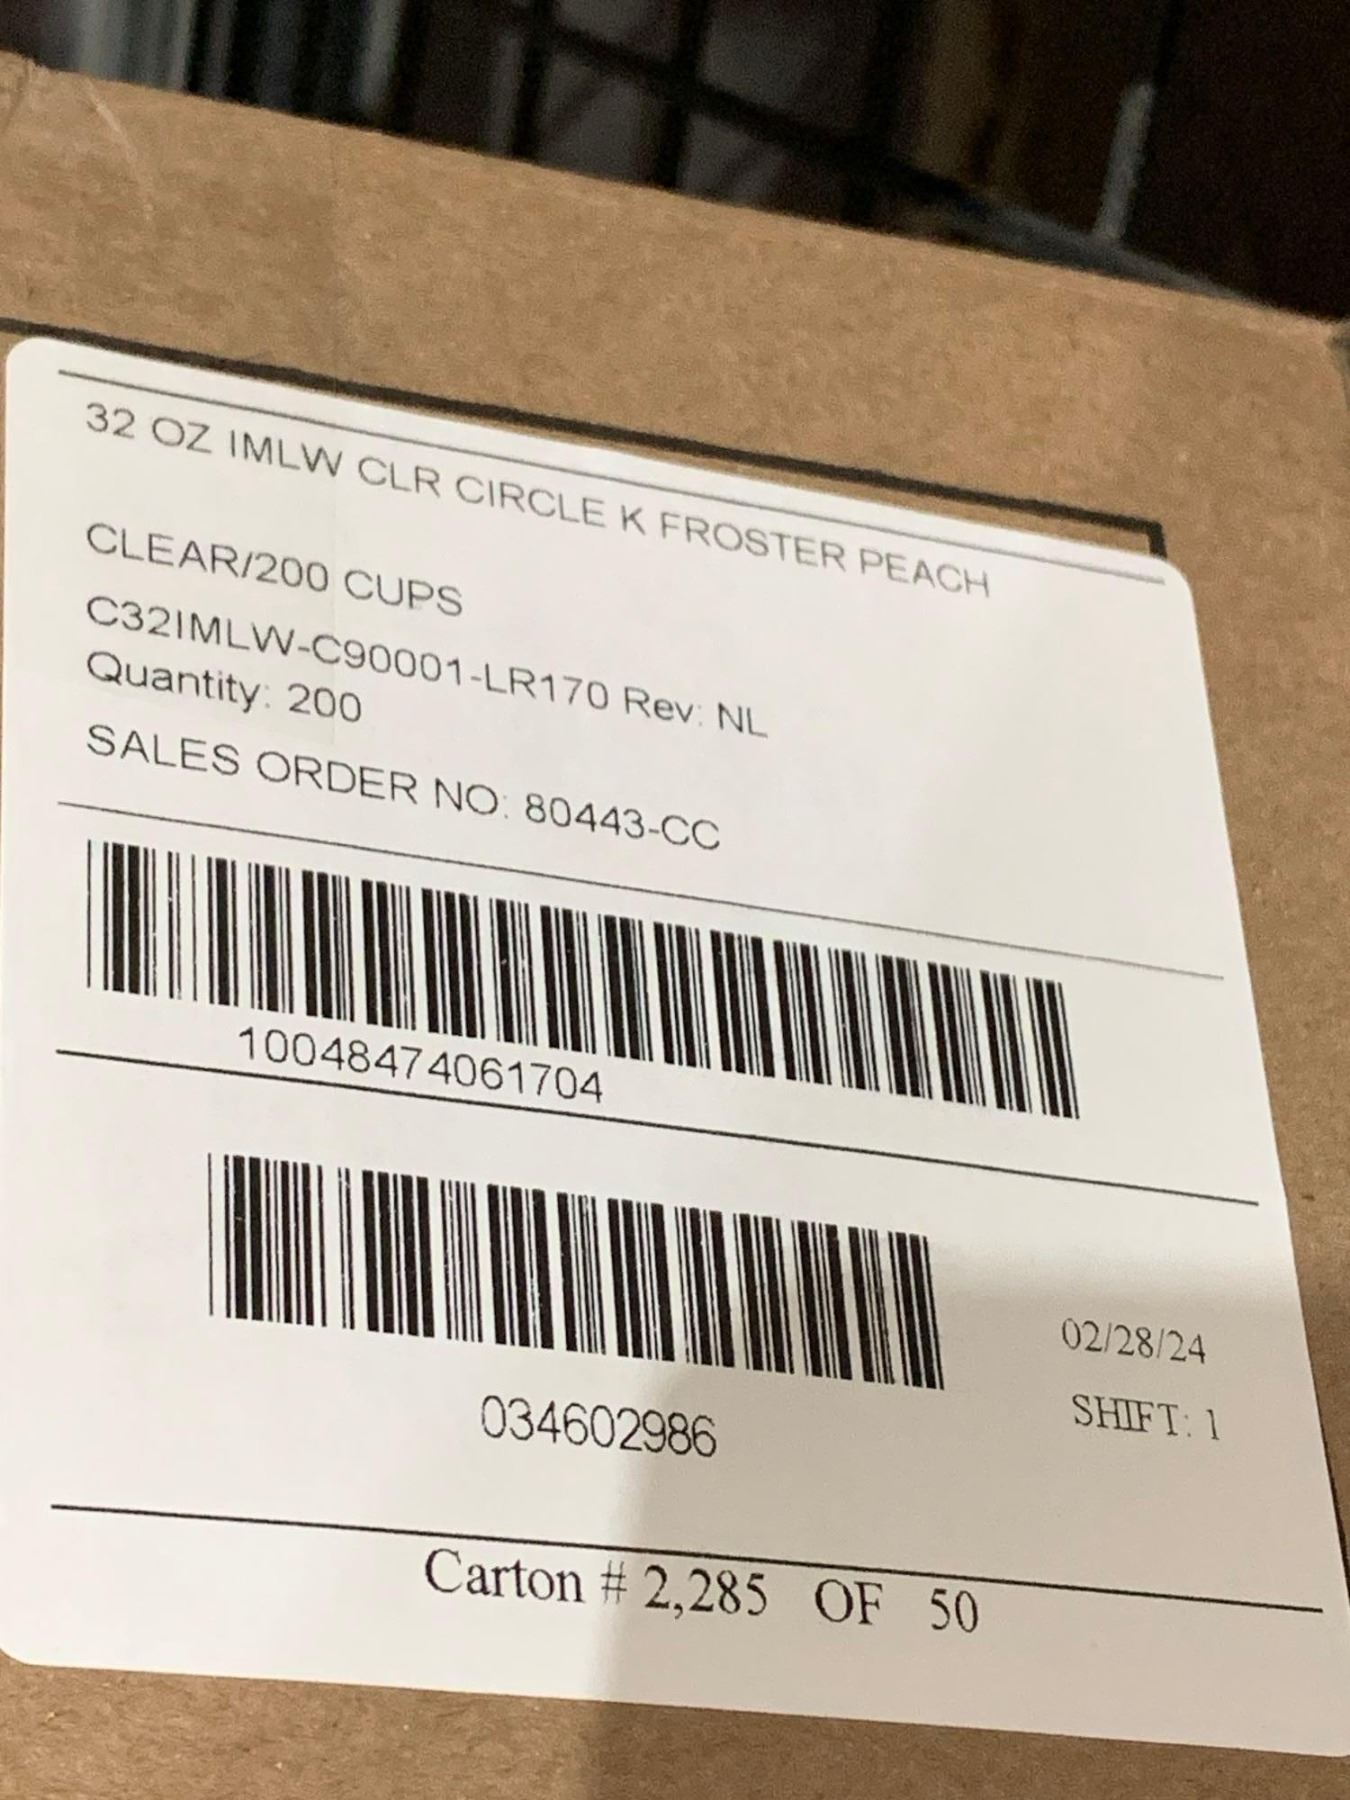 32 OZ IMLW CLR CIRCLE K FROSTER PEACH
CLEAR/200 CUPS
C32IMLW-C90001-LR170 Rev: NL
Quantity: 200
SALES ORDER NO: 80443-CC
10048474061704
034602986
02/28/24
SHIFT: 1
Carton # 2,285 OF 50